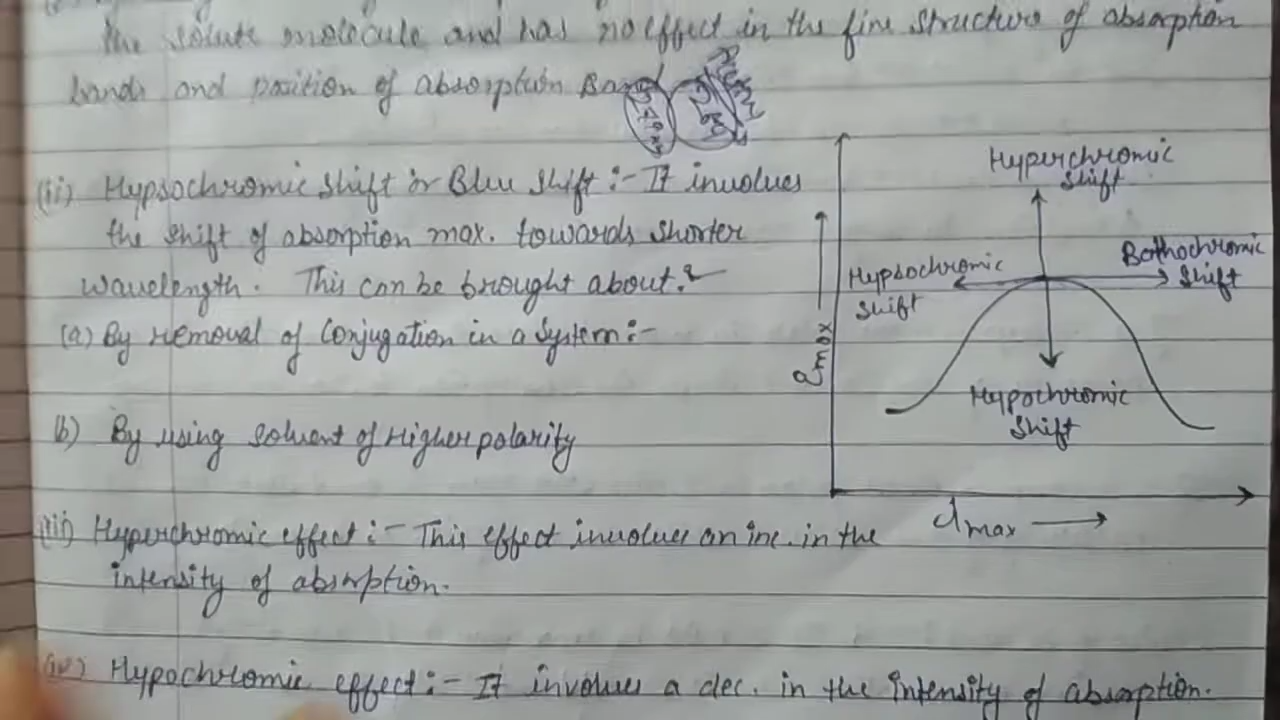 the solute molecule and has no effect in the fine structure of absorption
bands and position of absorption Band
(ii) Hypsochromic shift or Blue shift :- It involves
the shift of absorption max. towards shorter
wavelength. This can be brought about :-
(a) By removal of Conjugation in a System :-
b) By using solvent of Higher polarity
(iii) Hyperchromic effect :- This effect involves an inc. in the
intensity of absorption.
(iv) Hypochromic effect :- It involves a dec. in the intensity of absorption.
Hyperchromic
Shift
Bathochromic
Shift
Hypsochromic
Shift
Hypochromic
Shift
max
max